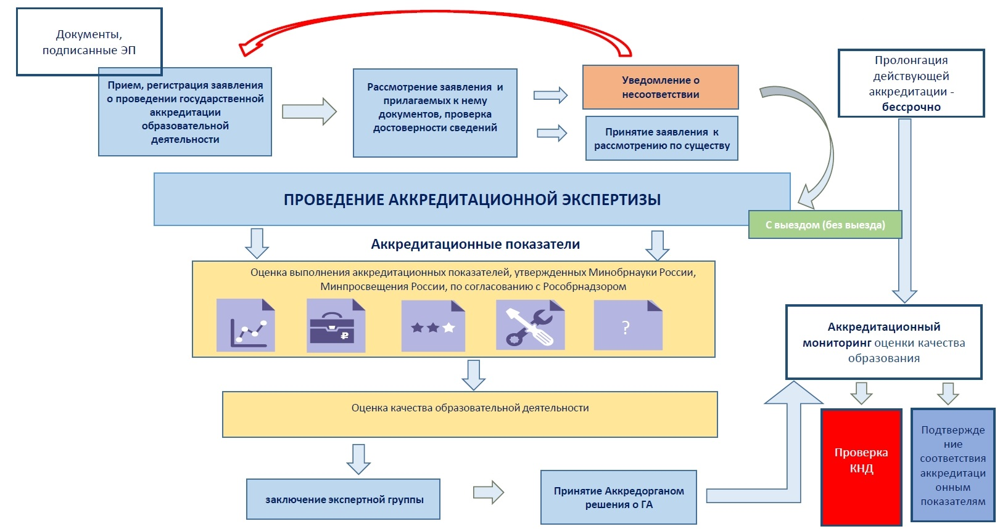 Документы,
подписанные ЭП
Прием, регистрация заявления
о проведении государственной
аккредитации
образовательной
деятельности
Рассмотрение заявления и
прилагаемых к нему
документов, проверка
достоверности сведений
Уведомление о
несоответствии
Принятие заявления к
рассмотрению по существу
Пролонгация
действующей
аккредитации -
бессрочно
ПРОВЕДЕНИЕ АККРЕДИТАЦИОННОЙ ЭКСПЕРТИЗЫ
С выездом (без выезда)
Аккредитационные показатели
Оценка выполнения аккредитационных показателей, утвержденных Минобрнауки России,
Минпросвещения России, по согласованию с Рособрнадзором
₽
?
Аккредитационный
мониторинг оценки качества
образования
Оценка качества образовательной деятельности
заключение экспертной группы
Принятие Аккредорганом
решения о ГА
Проверка
КНД
Подтвержде
ние
соответствия
аккредитаци
онным
показателям